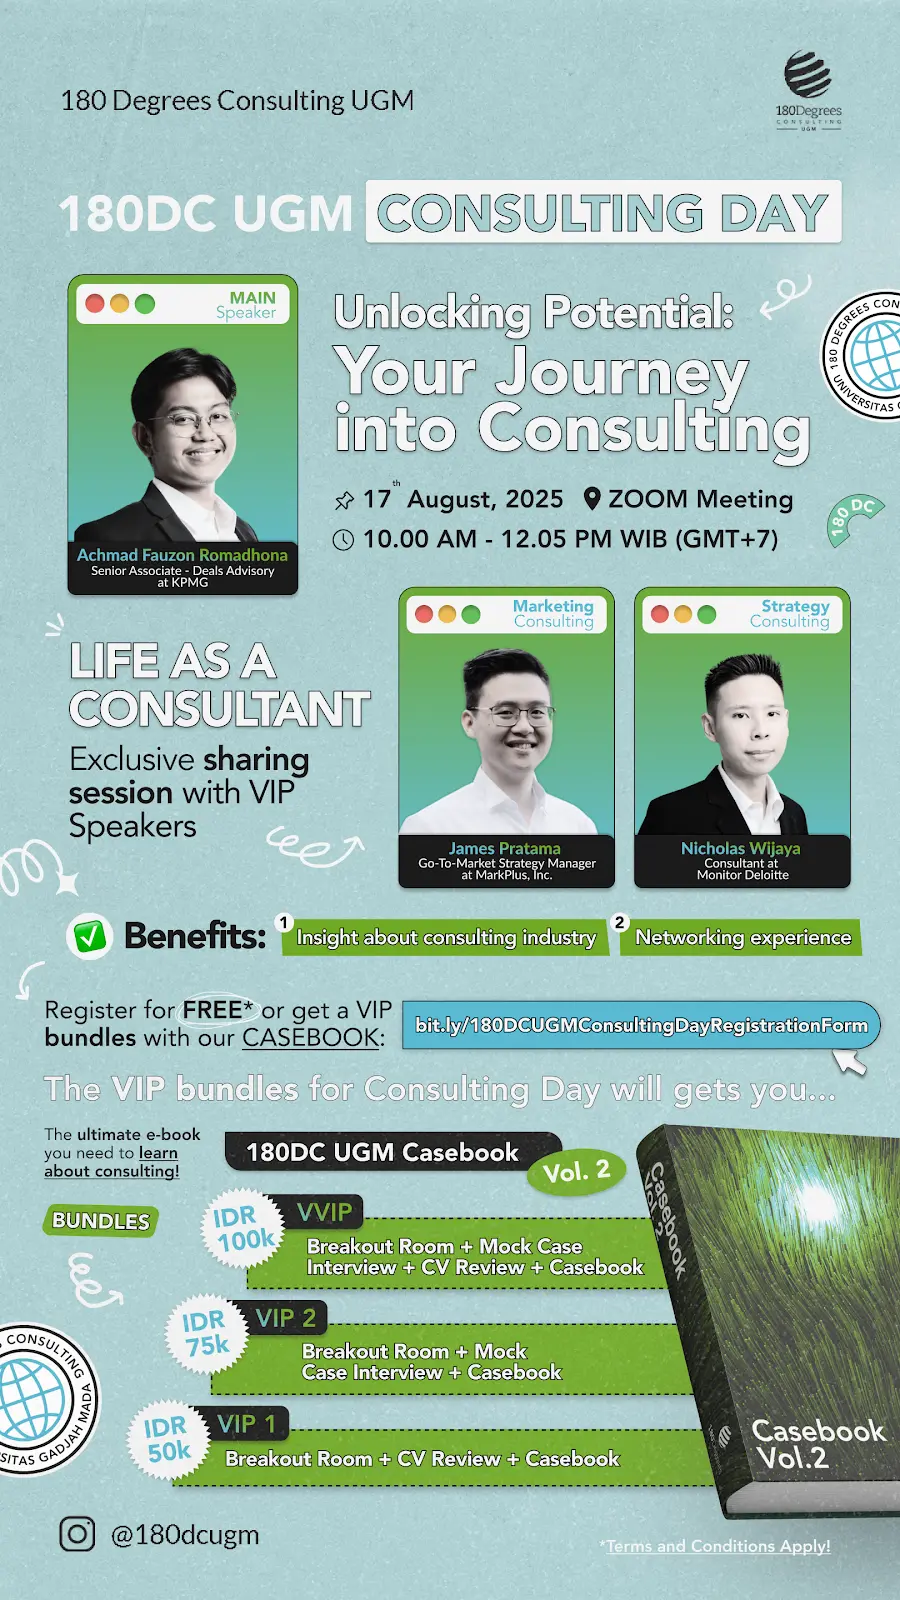 180 Degrees Consulting UGM
180Degrees
CONSULTING
UGM
180DC UGM CONSULTING DAY
MAIN
Speaker
Achmad Fauzon Romadhona
Senior Associate - Deals Advisory
at KPMG
Unlocking Potential:
Your Journey
into Consulting
17th August, 2025 ZOOM Meeting
10.00 AM - 12.05 PM WIB (GMT+7)
180 DEGREES CON
UNIVERSITAS G
180 DC
LIFE AS A
CONSULTANT
Exclusive sharing
session with VIP
Speakers
Marketing
Consulting
James Pratama
Go-To-Market Strategy Manager
at MarkPlus, Inc.
Strategy
Consulting
Nicholas Wijaya
Consultant at
Monitor Deloitte
Benefits:
1 Insight about consulting industry
2 Networking experience
Register for FREE* or get a VIP
bundles with our CASEBOOK:
bit.ly/180DCUGMConsultingDayRegistrationForm
The VIP bundles for Consulting Day will gets you...
The ultimate e-book
you need to learn
about consulting!
180DC UGM Casebook
Vol. 2
BUNDLES
IDR
100k
VVIP
Breakout Room + Mock Case
Interview + CV Review + Casebook
IDR
75k
VIP 2
Breakout Room + Mock
Case Interview + Casebook
IDR
50k
VIP 1
Breakout Room + CV Review + Casebook
Casebook
Vol.2
Casebook
Vol.2
S CONSULTING
SITAS GADJAH MADA
@180dcugm
*Terms and Conditions Apply!